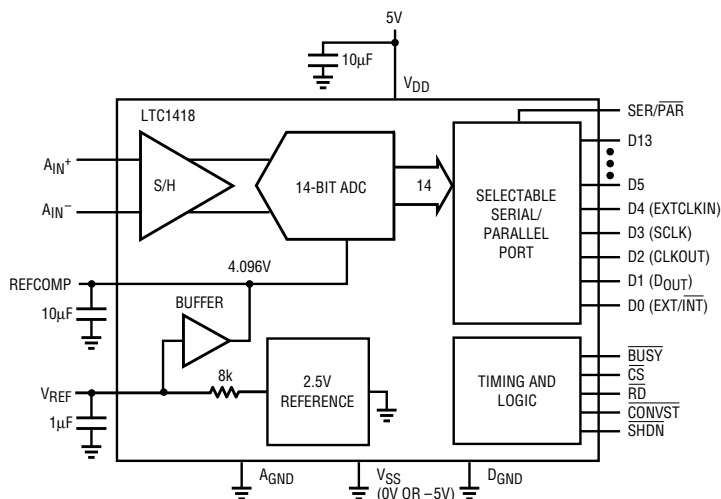 5V
10µF
VDD
LTC1418
SER/PAR
AIN+
S/H
14-BIT ADC
14
SELECTABLE
SERIAL/
PARALLEL
PORT
D13
D5
AIN–
D4 (EXTCLKIN)
D3 (SCLK)
D2 (CLKOUT)
D1 (DOUT)
D0 (EXT/INT)
REFCOMP
4.096V
10µF
BUFFER
VREF
8k
2.5V
REFERENCE
1µF
TIMING AND
LOGIC
BUSY
CS
RD
CONVST
SHDN
AGND
VSS
(0V OR –5V)
DGND